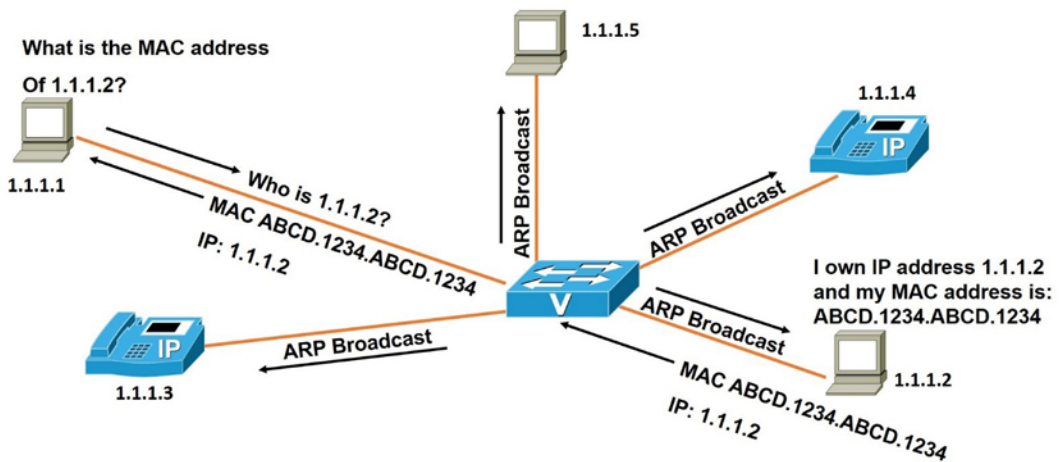 What is the MAC address
Of 1.1.1.2?
1.1.1.1
1.1.1.5
1.1.1.4
IP
Who is 1.1.1.2?
MAC ABCD.1234.ABCD.1234
IP: 1.1.1.2
ARP Broadcast
ARP Broadcast
V
I own IP address 1.1.1.2
and my MAC address is:
ABCD.1234.ABCD.1234
ARP Broadcast
1.1.1.2
MAC ABCD.1234.ABCD.1234
IP: 1.1.1.2
IP
1.1.1.3
ARP Broadcast